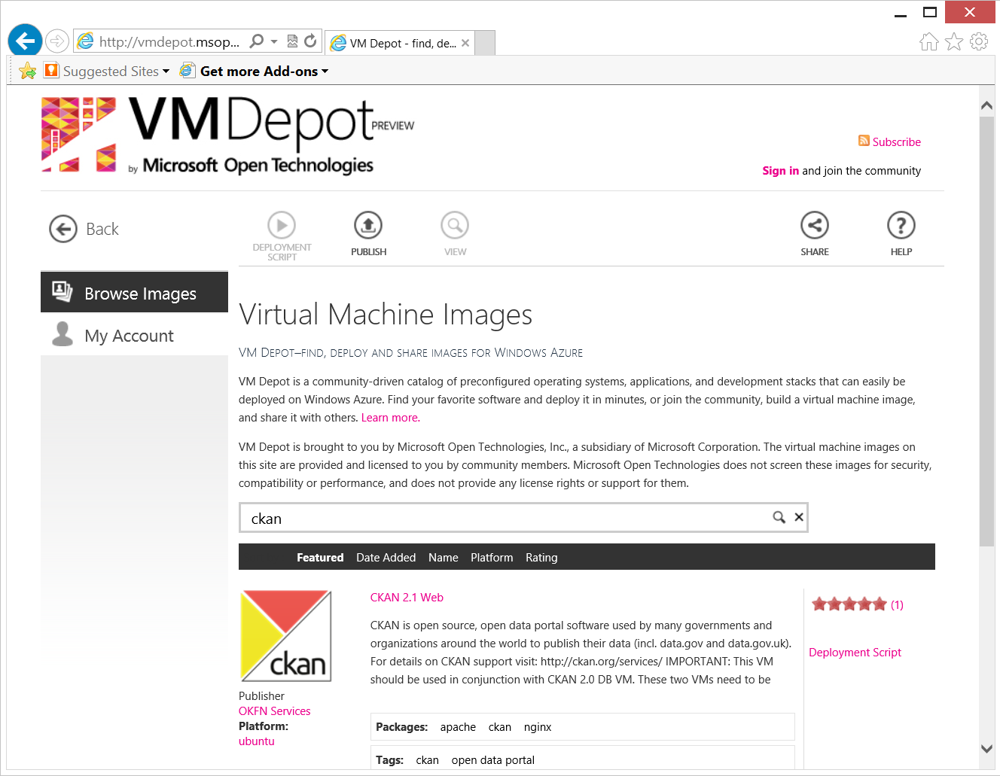 http://vmdepot.msop...
VM Depot - find, de...
Suggested Sites
Get more Add-ons
VMDepot PREVIEW
by Microsoft Open Technologies
Subscribe
Sign in and join the community
Back
DEPLOYMENT
SCRIPT
PUBLISH
VIEW
SHARE
HELP
Browse Images
My Account
Virtual Machine Images
VM Depot–find, deploy and share images for Windows Azure
VM Depot is a community-driven catalog of preconfigured operating systems, applications, and development stacks that can easily be
deployed on Windows Azure. Find your favorite software and deploy it in minutes, or join the community, build a virtual machine image,
and share it with others. Learn more.
VM Depot is brought to you by Microsoft Open Technologies, Inc., a subsidiary of Microsoft Corporation. The virtual machine images on
this site are provided and licensed to you by community members. Microsoft Open Technologies does not screen these images for security,
compatibility or performance, and does not provide any license rights or support for them.
ckan
Featured Date Added Name Platform Rating
ckan
Publisher
OKFN Services
Platform:
ubuntu
CKAN 2.1 Web
CKAN is open source, open data portal software used by many governments and
organizations around the world to publish their data (incl. data.gov and data.gov.uk).
For details on CKAN support visit: http://ckan.org/services/ IMPORTANT: This VM
should be used in conjunction with CKAN 2.0 DB VM. These two VMs need to be
Packages: apache ckan nginx
Tags: ckan open data portal
(1)
Deployment Script